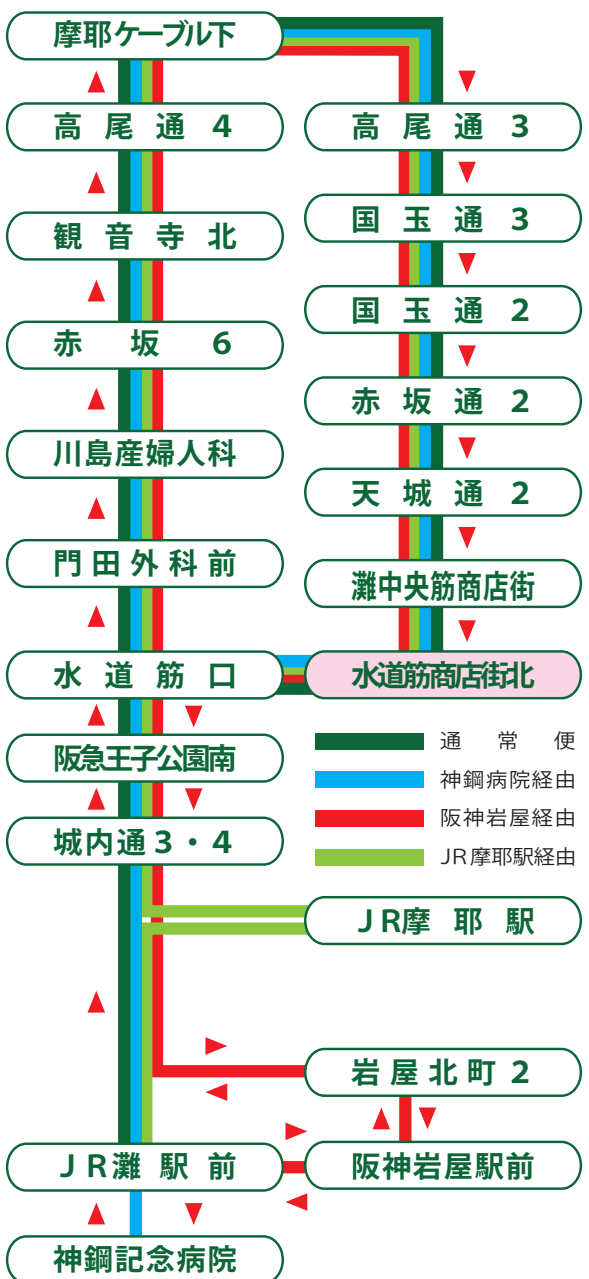 摩耶ケーブル下
高尾通4
高尾通3
観音寺北
国玉通3
国玉通2
赤坂6
赤坂通2
川島産婦人科
天城通2
門田外科前
灘中央筋商店街
水道筋口
水道筋商店街北
阪急王子公園南
城内通3・4
通常便
神鋼病院経由
阪神岩屋経由
JR摩耶駅経由
JR摩耶駅
岩屋北町2
JR灘駅前
阪神岩屋駅前
神鋼記念病院